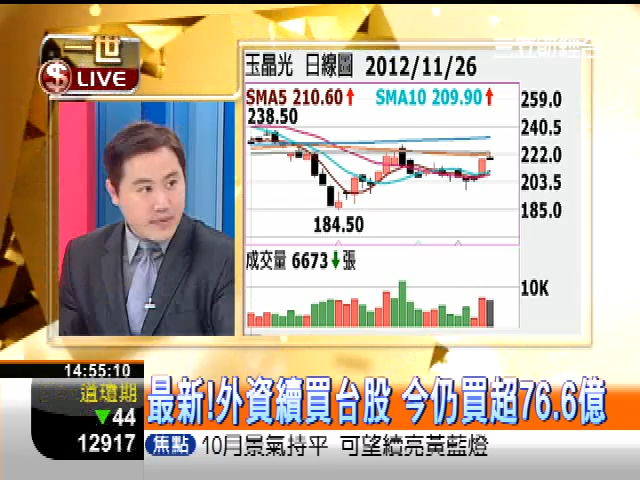 LIVE
玉晶光 日線圖 2012/11/26
SMA5 210.60↑ SMA10 209.90↑
238.50
184.50
259.0
240.5
222.0
203.5
185.0
成交量 6673↓張
10K
14:55:10
道瓊期
▼44
12917
最新!外資續買台股 今仍買超76.6億
焦點 10月景氣持平 可望續亮黃藍燈